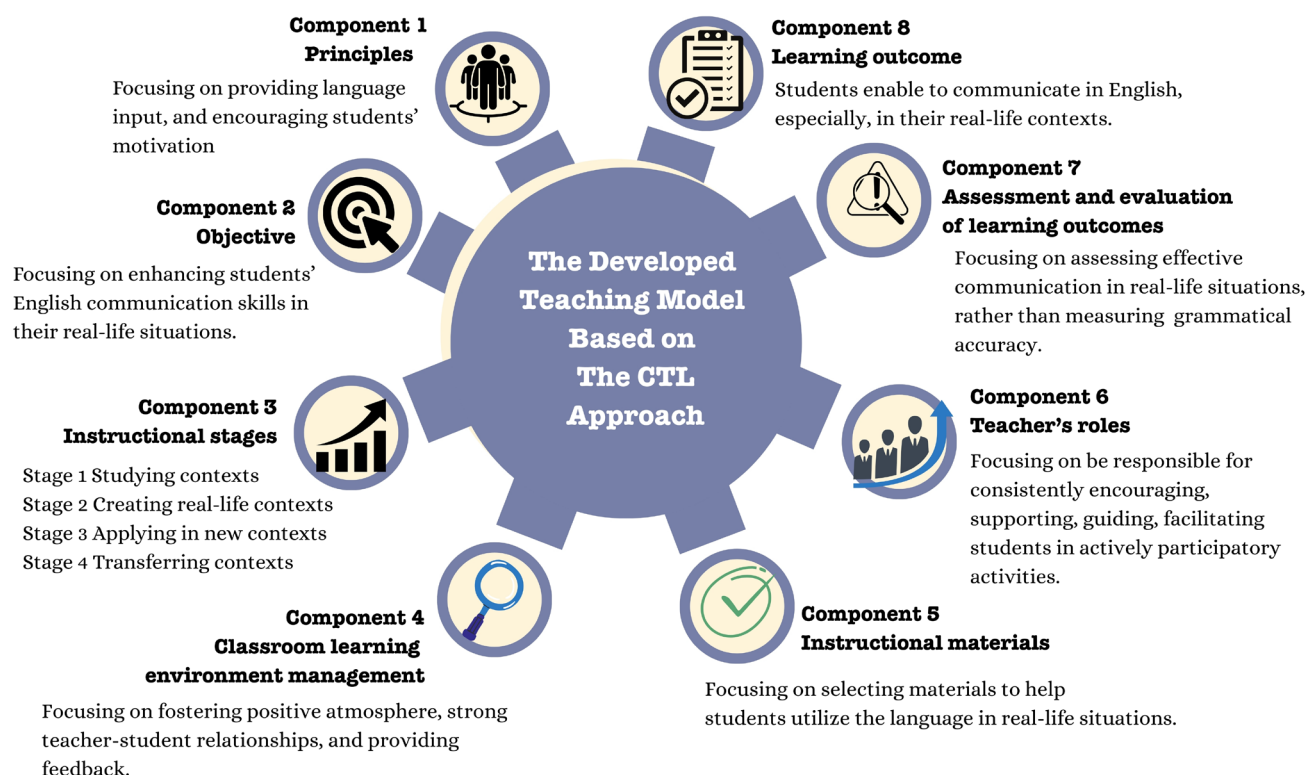 The Developed
Teaching Model
Based on
The CTL
Approach
Component 1
Principles
Focusing on providing language
input, and encouraging students’
motivation
Component 2
Objective
Focusing on enhancing students’
English communication skills in
their real-life situations.
Component 3
Instructional stages
Stage 1 Studying contexts
Stage 2 Creating real-life contexts
Stage 3 Applying in new contexts
Stage 4 Transferring contexts
Component 4
Classroom learning
environment management
Focusing on fostering positive atmosphere, strong
teacher-student relationships, and providing
feedback.
Component 5
Instructional materials
Focusing on selecting materials to help
students utilize the language in real-life situations.
Component 6
Teacher’s roles
Focusing on be responsible for
consistently encouraging,
supporting, guiding, facilitating
students in actively participatory
activities.
Component 7
Assessment and evaluation
of learning outcomes
Focusing on assessing effective
communication in real-life situations,
rather than measuring grammatical
accuracy.
Component 8
Learning outcome
Students enable to communicate in English,
especially, in their real-life contexts.